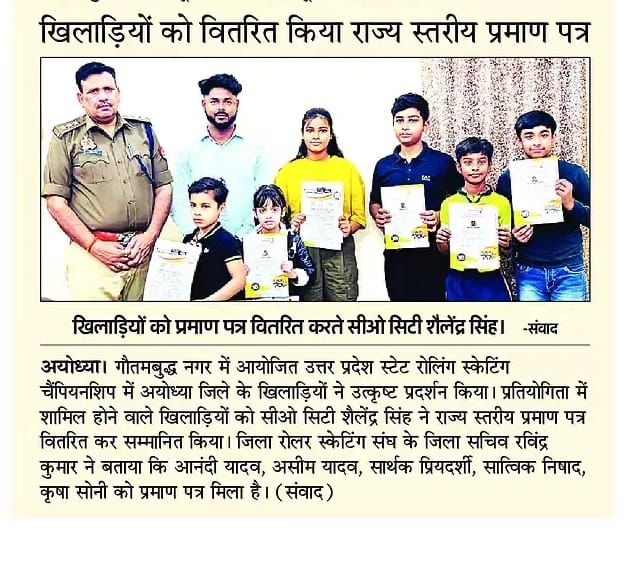 खिलाड़ियों को वितरित किया राज्य स्तरीय प्रमाण पत्र
खिलाड़ियों को प्रमाण पत्र वितरित करते सीओ सिटी शैलेंद्र सिंह। -संवाद
अयोध्या। गौतमबुद्ध नगर में आयोजित उत्तर प्रदेश स्टेट रोलिंग स्केटिंग
चैंपियनशिप में अयोध्या जिले के खिलाड़ियों ने उत्कृष्ट प्रदर्शन किया। प्रतियोगिता में
शामिल होने वाले खिलाड़ियों को सीओ सिटी शैलेंद्र सिंह ने राज्य स्तरीय प्रमाण पत्र
वितरित कर सम्मानित किया। जिला रोलर स्केटिंग संघ के जिला सचिव रविंद्र
कुमार ने बताया कि आनंदी यादव, असीम यादव, सार्थक प्रियदर्शी, सात्विक निषाद,
कृषा सोनी को प्रमाण पत्र मिला है। (संवाद)